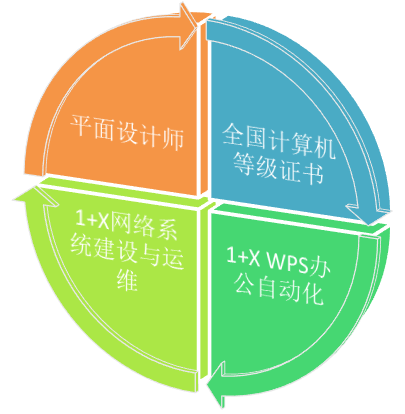 平面设计师
全国计算机
等级证书
1+X网络系
统建设与运
维
1+X WPS办
公自动化